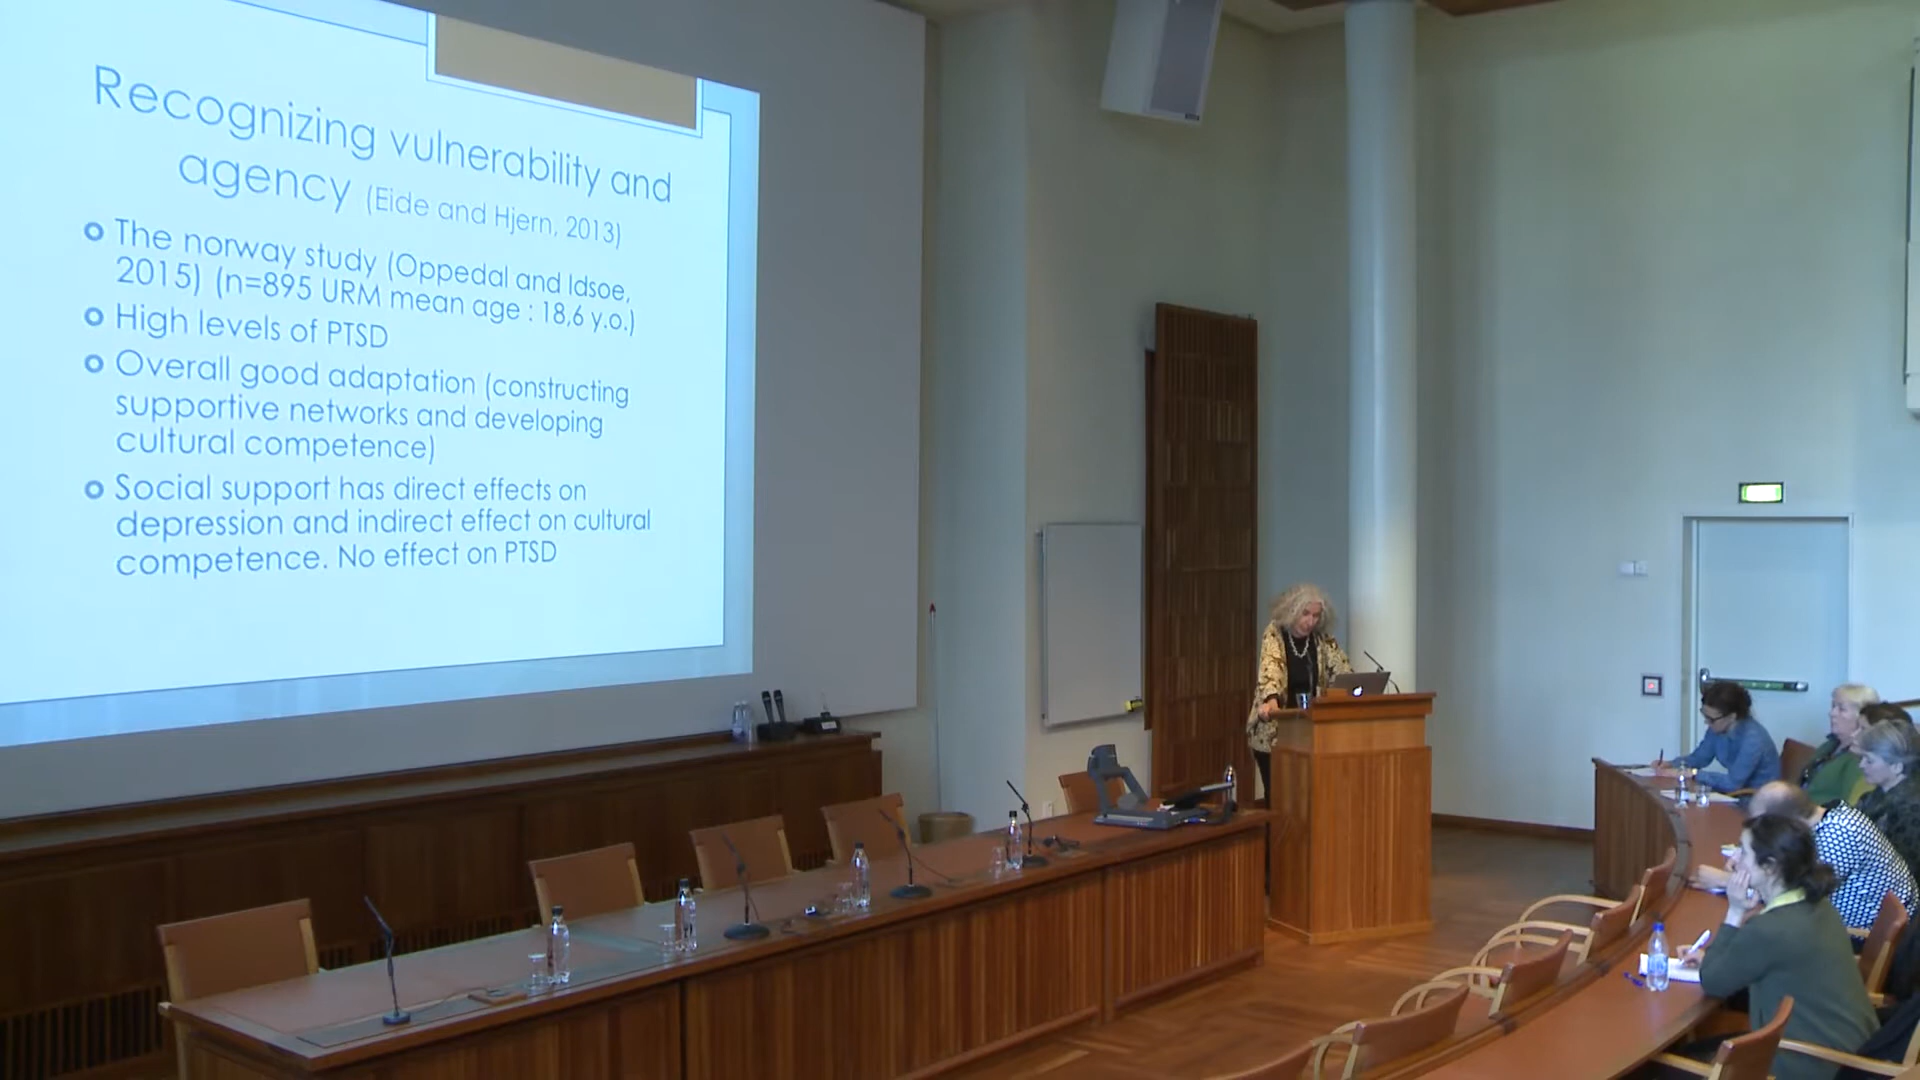 Recognizing vulnerability and
agency (Eide and Hjern, 2013)
The norway study (Oppedal and Idsoe,
2015) (n=895 URM mean age : 18,6 y.o.)
High levels of PTSD
Overall good adaptation (constructing
supportive networks and developing
cultural competence)
Social support has direct effects on
depression and indirect effect on cultural
competence. No effect on PTSD